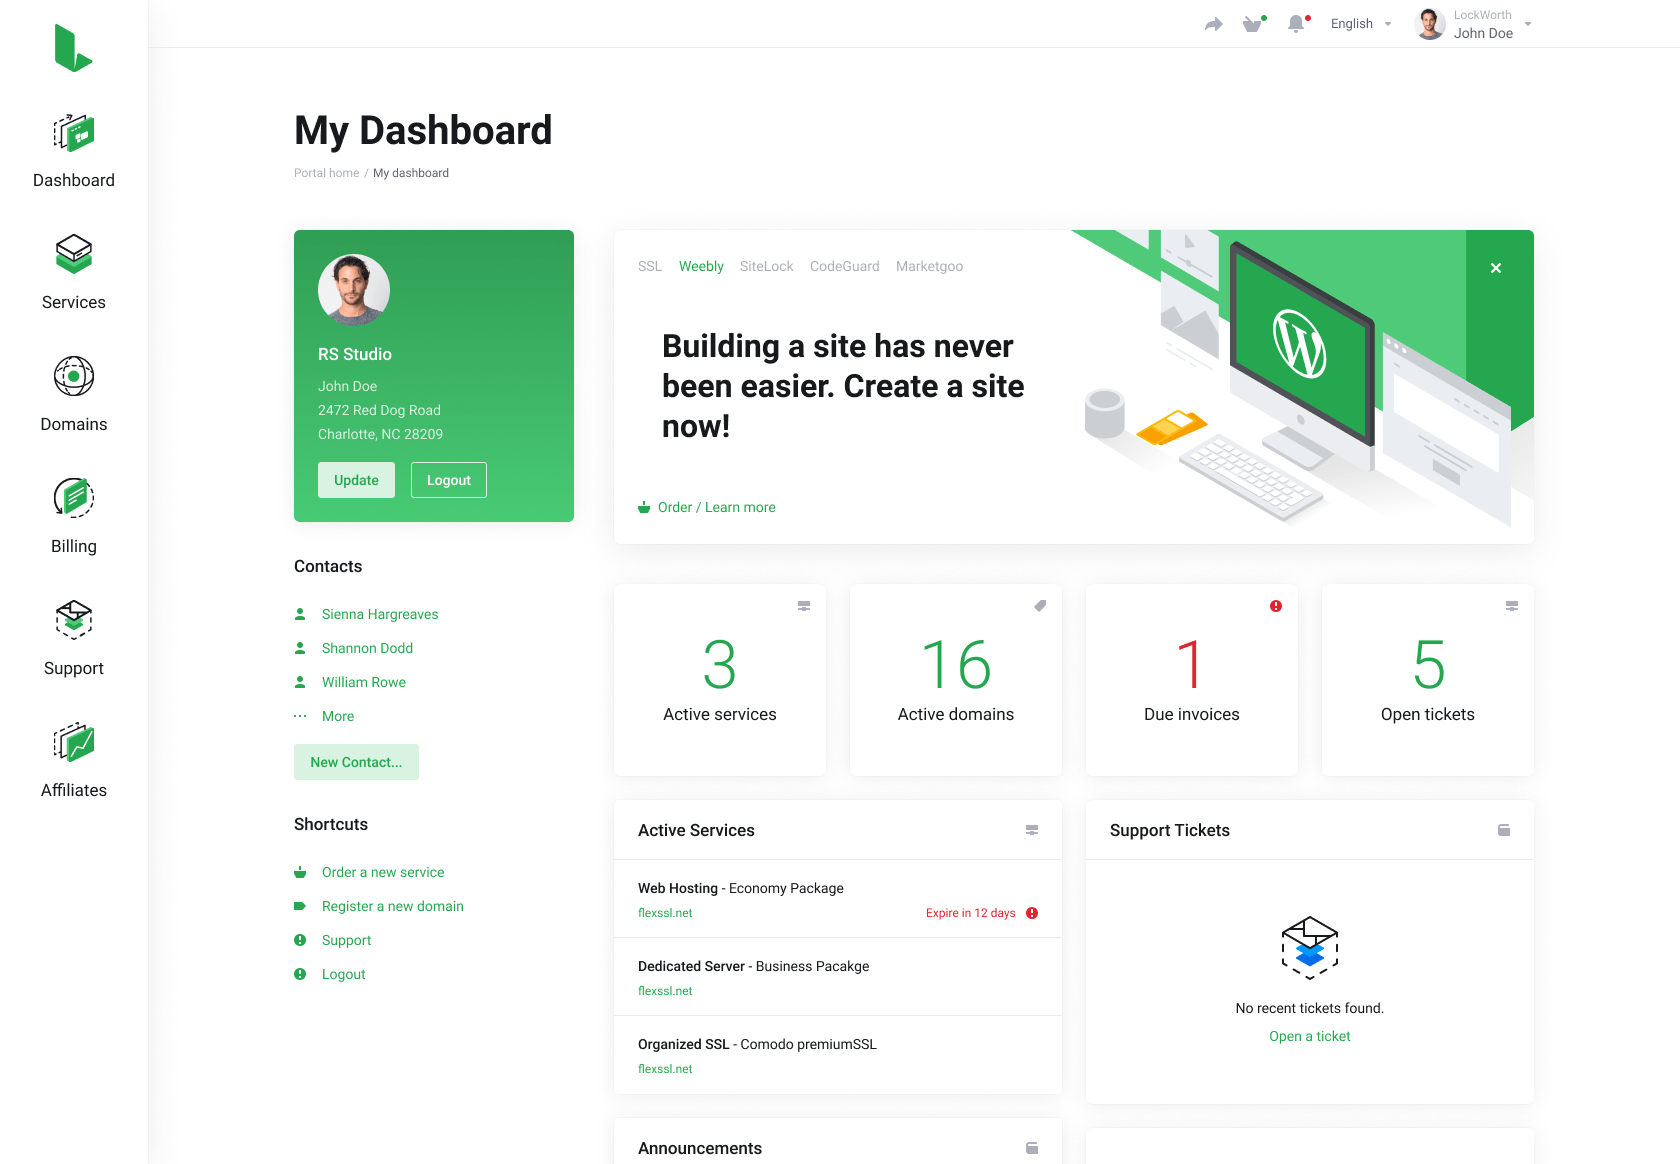 English
LockWorth
John Doe
Dashboard
Services
Domains
Billing
Support
Affiliates
My Dashboard
Portal home / My dashboard
RS Studio
John Doe
2472 Red Dog Road
Charlotte, NC 28209
Update
Logout
Contacts
Sienna Hargreaves
Shannon Dodd
William Rowe
More
New Contact...
Shortcuts
Order a new service
Register a new domain
Support
Logout
SSL Weebly SiteLock CodeGuard Marketgoo
Building a site has never
been easier. Create a site
now!
Order / Learn more
3
Active services
16
Active domains
1
Due invoices
5
Open tickets
Active Services
Web Hosting - Economy Package
flexssl.net
Expire in 12 days
Dedicated Server - Business Pacakge
flexssl.net
Organized SSL - Comodo premiumSSL
flexssl.net
Support Tickets
No recent tickets found.
Open a ticket
Announcements